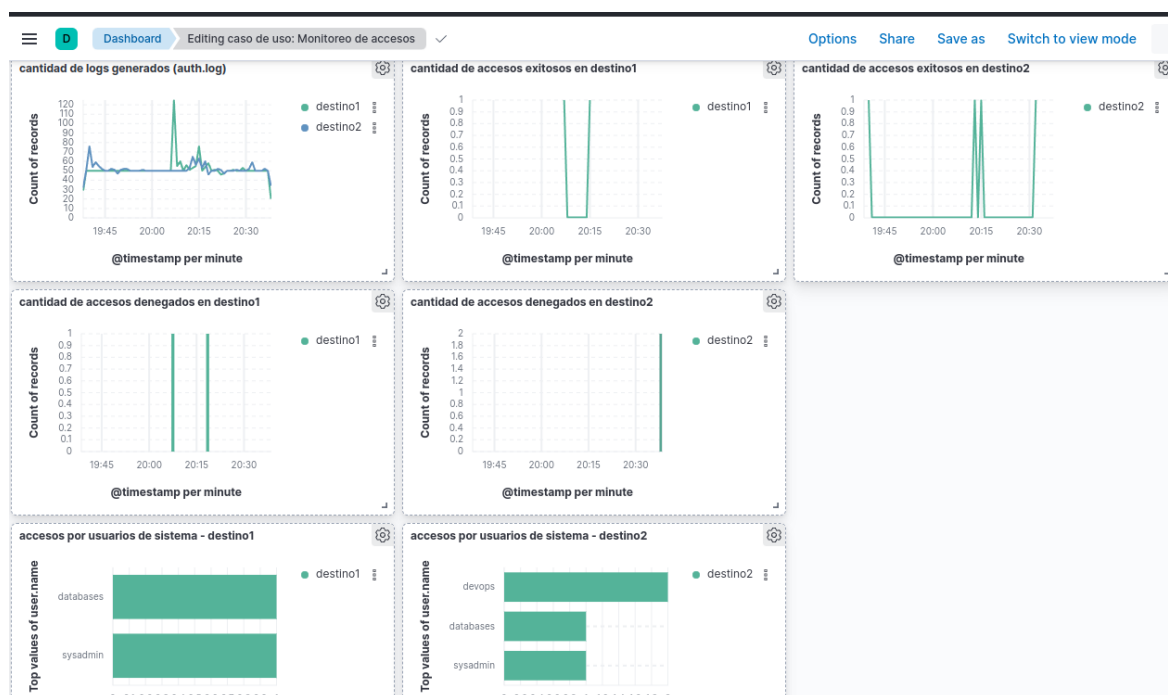 D Dashboard Editing caso de uso: Monitoreo de accesos Options Share Save as Switch to view mode
cantidad de logs generados (auth.log)
Count of records
120
110
100
90
80
70
60
50
40
30
20
10
0
19:45 20:00 20:15 20:30
@timestamp per minute
destino1
destino2
cantidad de accesos exitosos en destino1
Count of records
1
0.9
0.8
0.7
0.6
0.5
0.4
0.3
0.2
0.1
0
19:45 20:00 20:15 20:30
@timestamp per minute
destino1
cantidad de accesos exitosos en destino2
Count of records
1
0.9
0.8
0.7
0.6
0.5
0.4
0.3
0.2
0.1
0
19:45 20:00 20:15 20:30
@timestamp per minute
destino2
cantidad de accesos denegados en destino1
Count of records
1
0.9
0.8
0.7
0.6
0.5
0.4
0.3
0.2
0.1
0
19:45 20:00 20:15 20:30
@timestamp per minute
destino1
cantidad de accesos denegados en destino2
Count of records
2
1.8
1.6
1.4
1.2
1
0.8
0.6
0.4
0.2
0
19:45 20:00 20:15 20:30
@timestamp per minute
destino2
accesos por usuarios de sistema - destino1
Top values of user.name
databases
sysadmin
destino1
accesos por usuarios de sistema - destino2
Top values of user.name
devops
databases
sysadmin
destino2